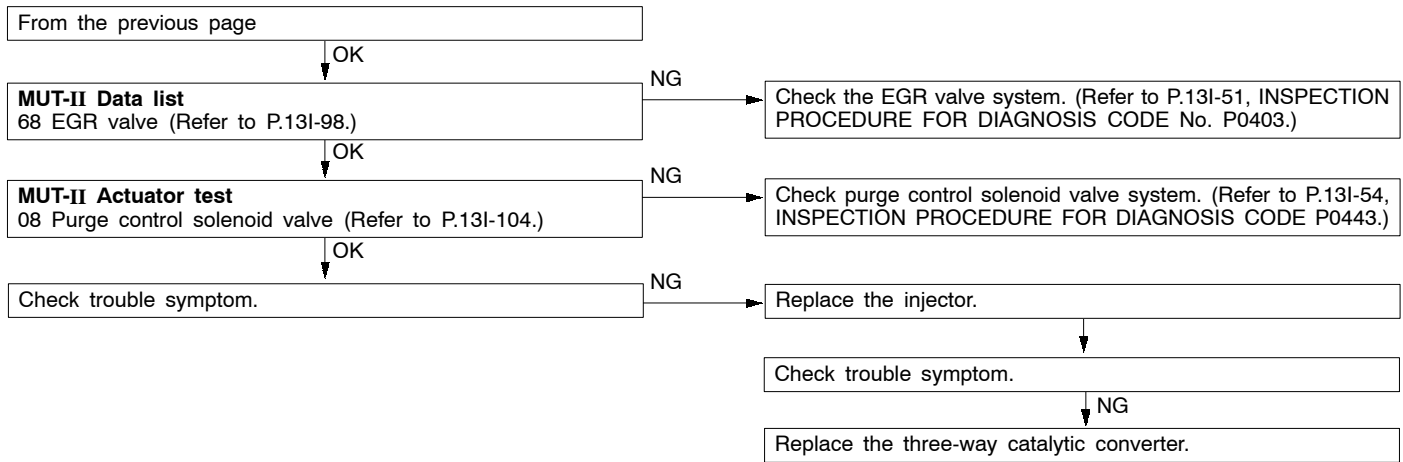 From the previous page
OK
MUT-II Data list
68 EGR valve (Refer to P.13I-98.)
NG
Check the EGR valve system. (Refer to P.13I-51, INSPECTION
PROCEDURE FOR DIAGNOSIS CODE No. P0403.)
OK
MUT-II Actuator test
08 Purge control solenoid valve (Refer to P.13I-104.)
NG
Check purge control solenoid valve system. (Refer to P.13I-54,
INSPECTION PROCEDURE FOR DIAGNOSIS CODE P0443.)
OK
Check trouble symptom.
NG
Replace the injector.
Check trouble symptom.
NG
Replace the three-way catalytic converter.